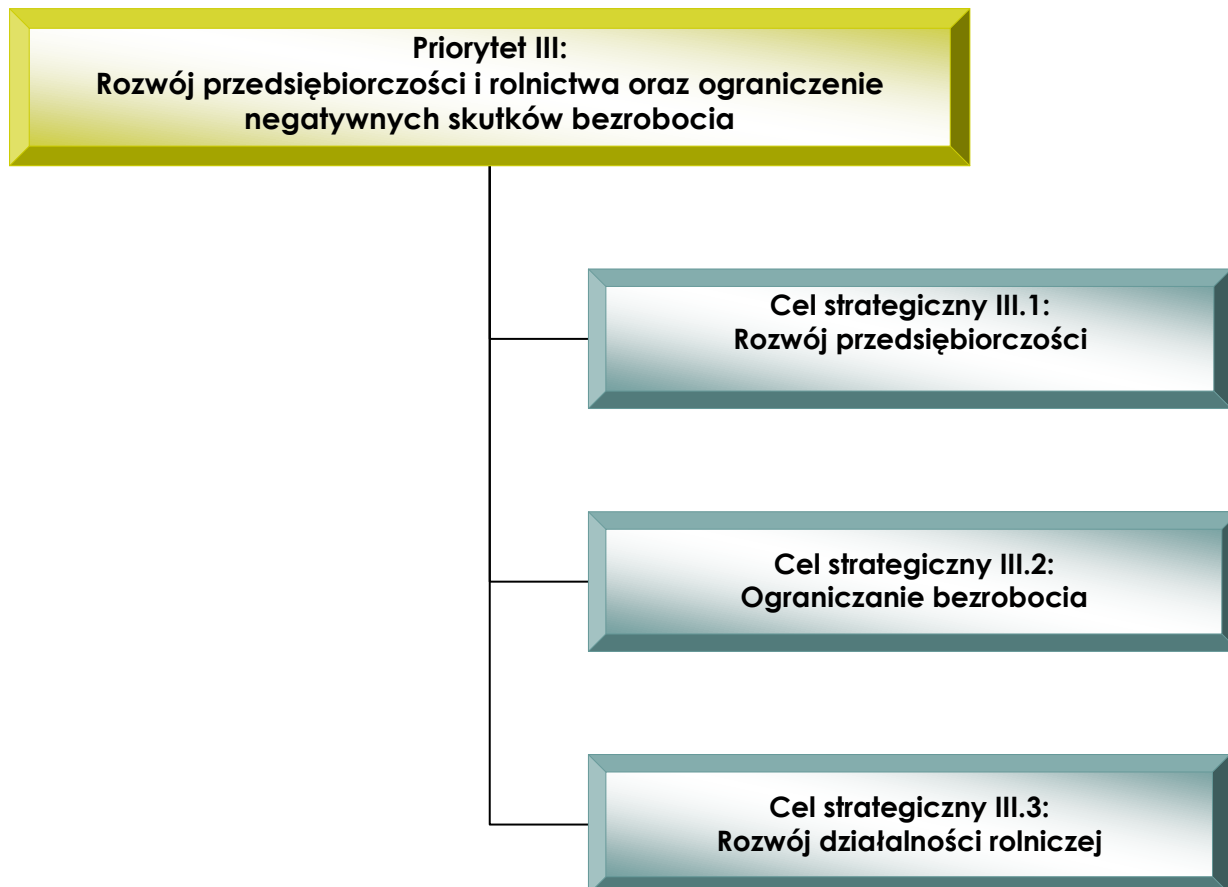 Priorytet III:
Rozwój przedsiębiorczości i rolnictwa oraz ograniczenie
negatywnych skutków bezrobocia
Cel strategiczny III.1:
Rozwój przedsiębiorczości
Cel strategiczny III.2:
Ograniczanie bezrobocia
Cel strategiczny III.3:
Rozwój działalności rolniczej